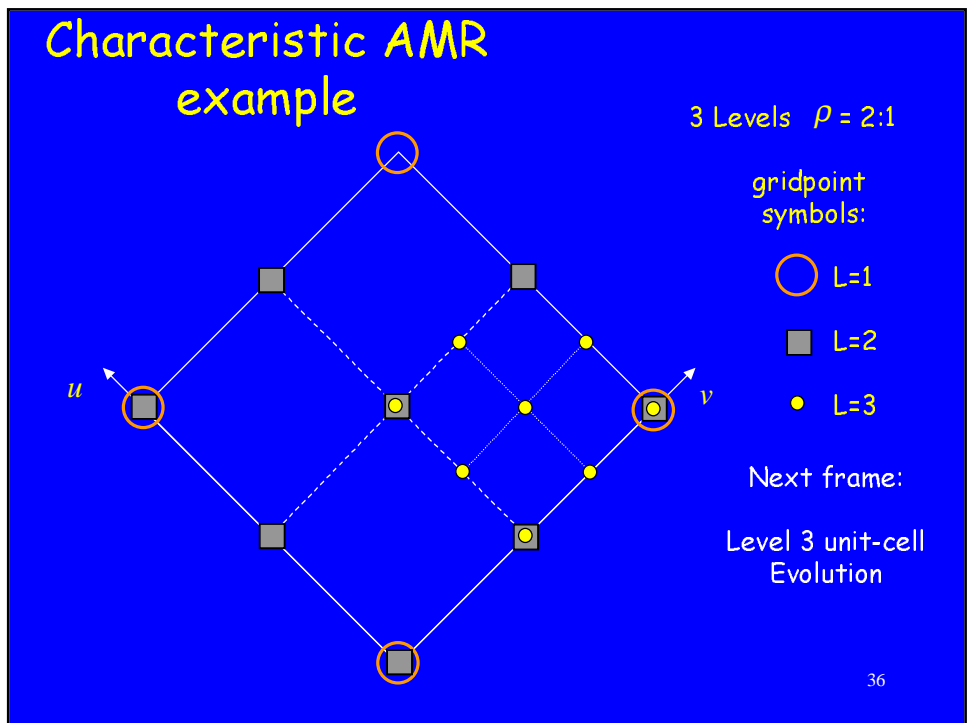 Characteristic AMR
example
3 Levels ρ = 2:1
gridpoint
symbols:
L=1
L=2
L=3
u
v
Next frame:
Level 3 unit-cell
Evolution
36